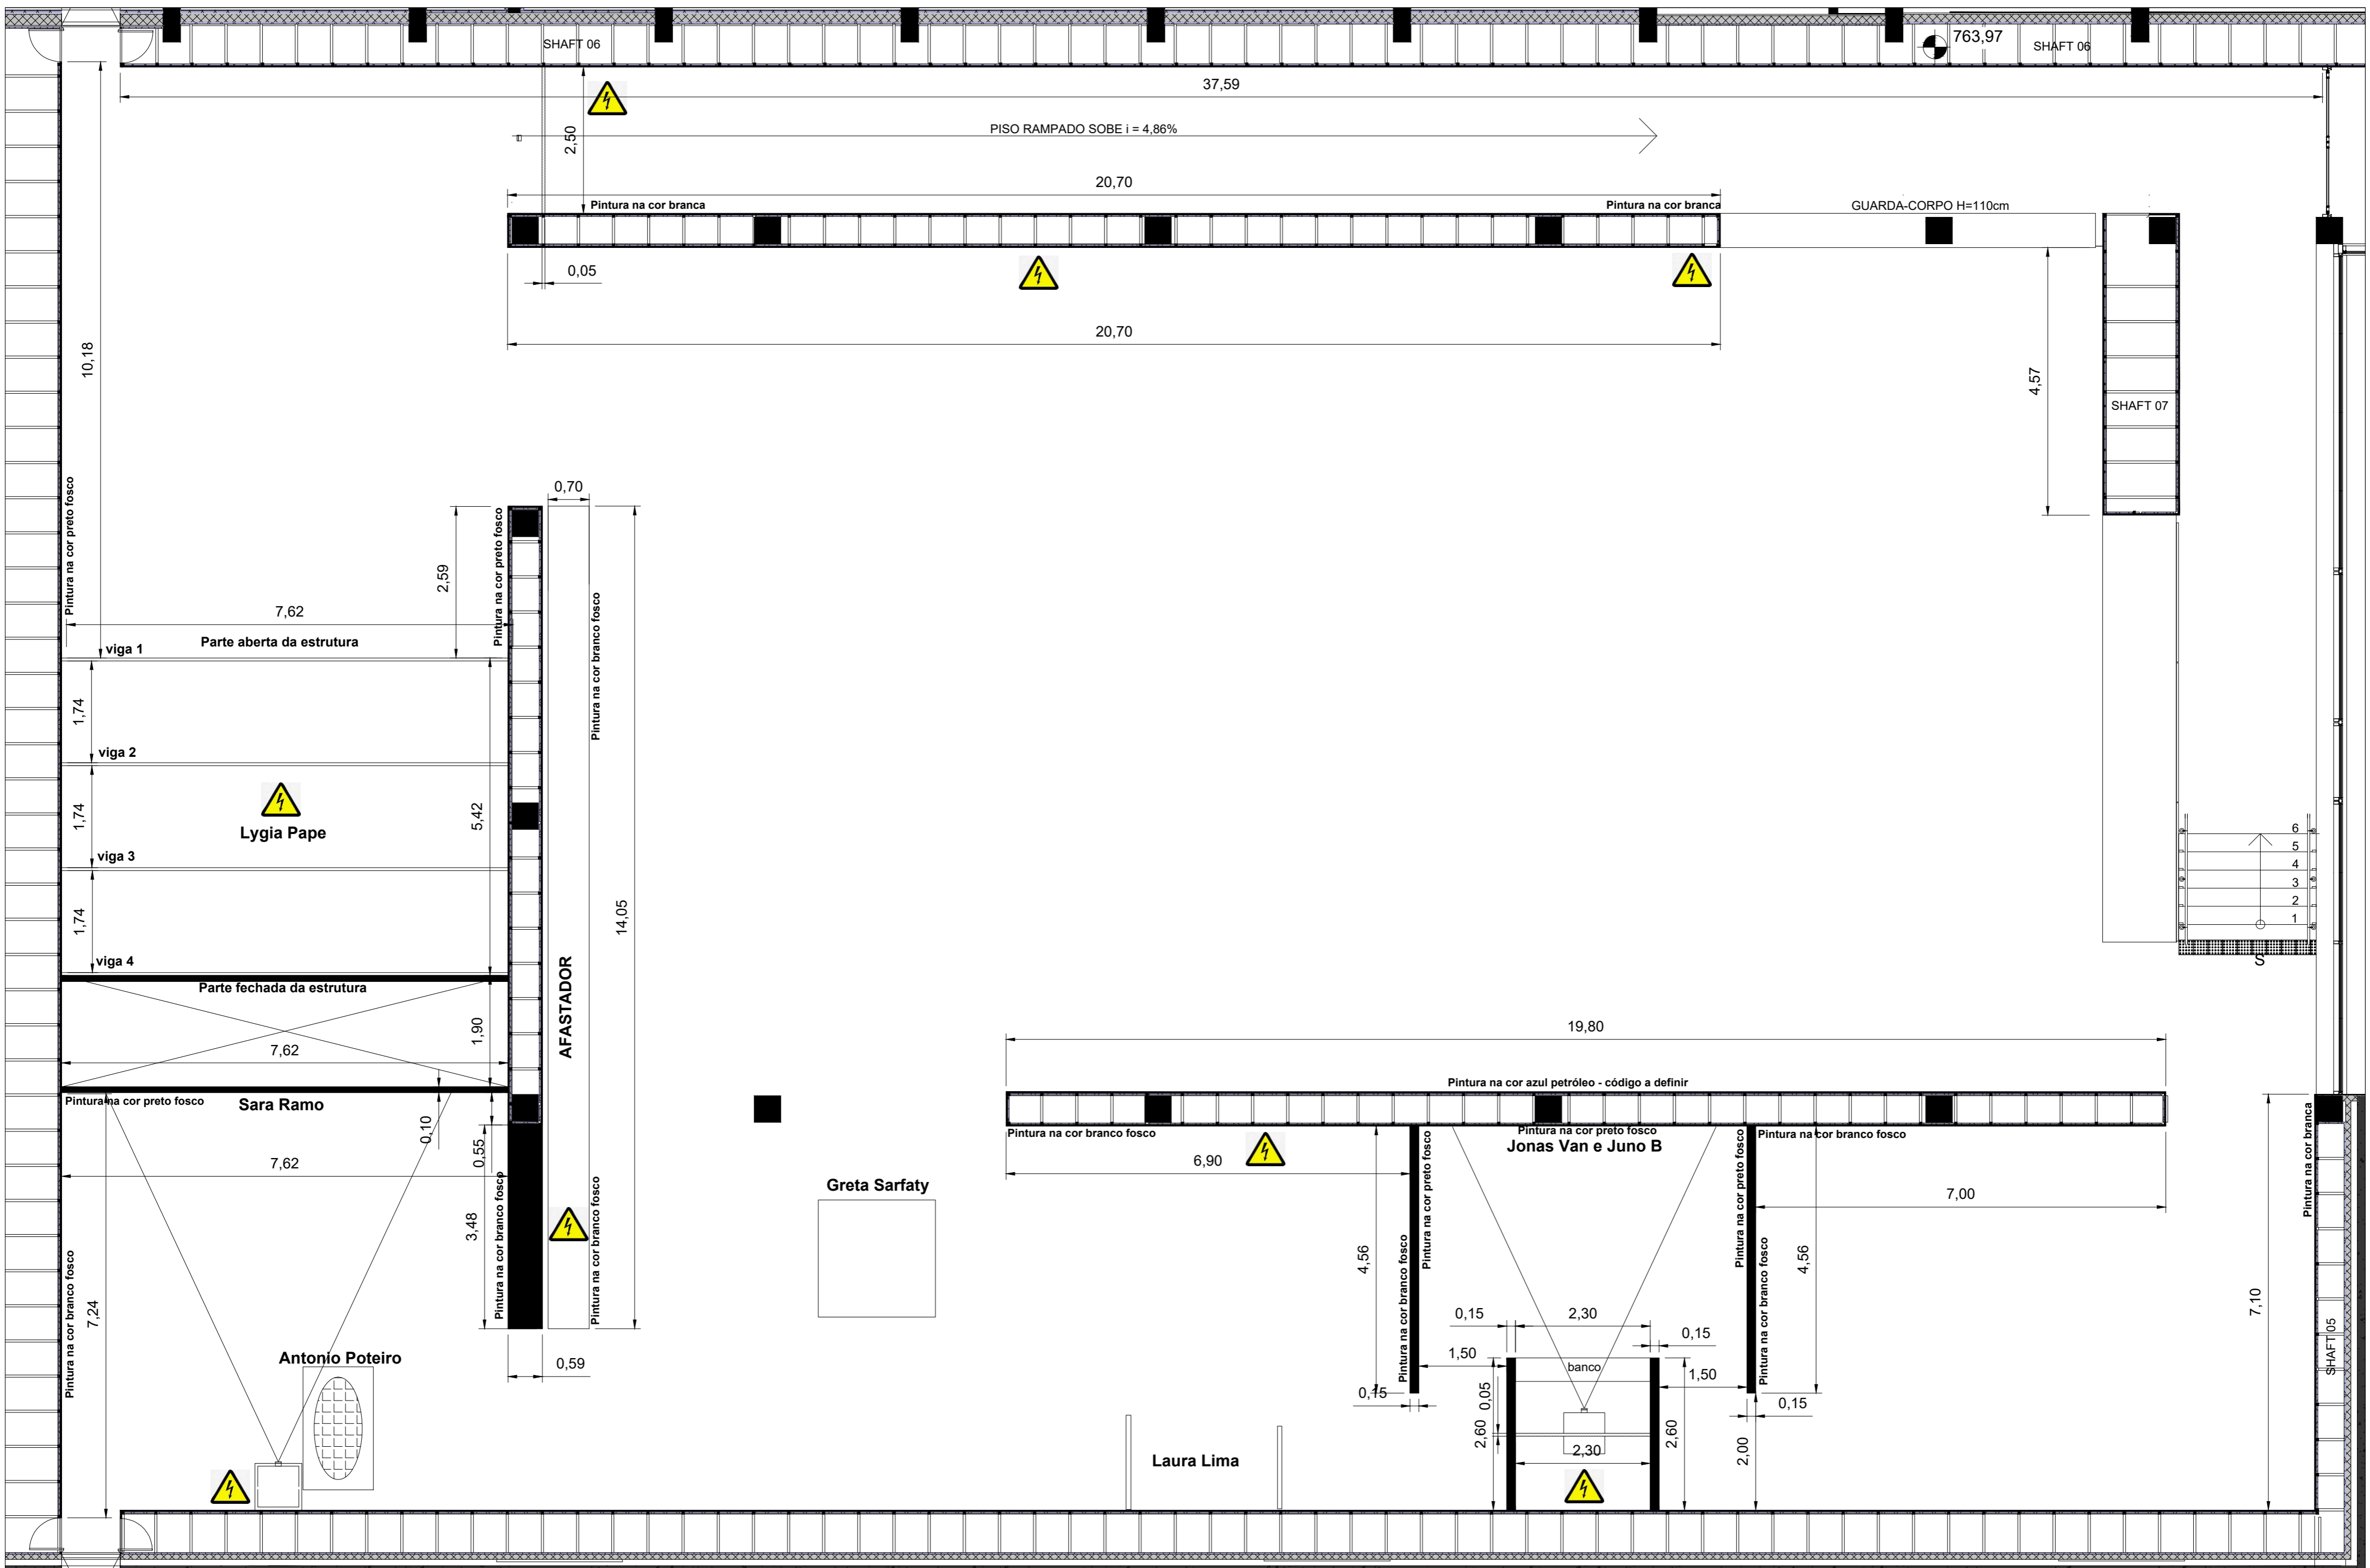 SHAFT 06
763,97
SHAFT 06
37,59
2,50
PISO RAMPADO SOBE i = 4,86%
20,70
Pintura na cor branca
Pintura na cor branca
GUARDA-CORPO H=110cm
0,05
20,70
10,18
4,57
SHAFT 07
Pintura na cor preto fosco
0,70
Pintura na cor preto fosco
2,59
Pintura na cor branco fosco
7,62
Parte aberta da estrutura
viga 1
1,74
viga 2
1,74
Lygia Pape
5,42
viga 3
1,74
14,05
viga 4
6
5
4
3
2
1
S
Parte fechada da estrutura
AFASTADOR
1,90
7,62
19,80
Pintura na cor azul petróleo - código a definir
Pintura na cor preto fosco
Sara Ramo
0,10
0,55
7,62
Pintura na cor branco fosco
6,90
Pintura na cor preto fosco
Pintura na cor preto fosco
Jonas Van e Juno B
Pintura na cor preto fosco
Pintura na cor branco fosco
7,00
Pintura na cor branca
Greta Sarfaty
3,48
Pintura na cor branco fosco
Pintura na cor branco fosco
4,56
Pintura na cor branco fosco
4,56
Pintura na cor branco fosco
Pintura na cor branco fosco
7,24
7,10
SHAFT 05
0,15
2,30
0,15
Antonio Poteiro
0,59
1,50
banco
1,50
0,15
0,05
0,15
2,60
2,30
2,60
2,00
Laura Lima